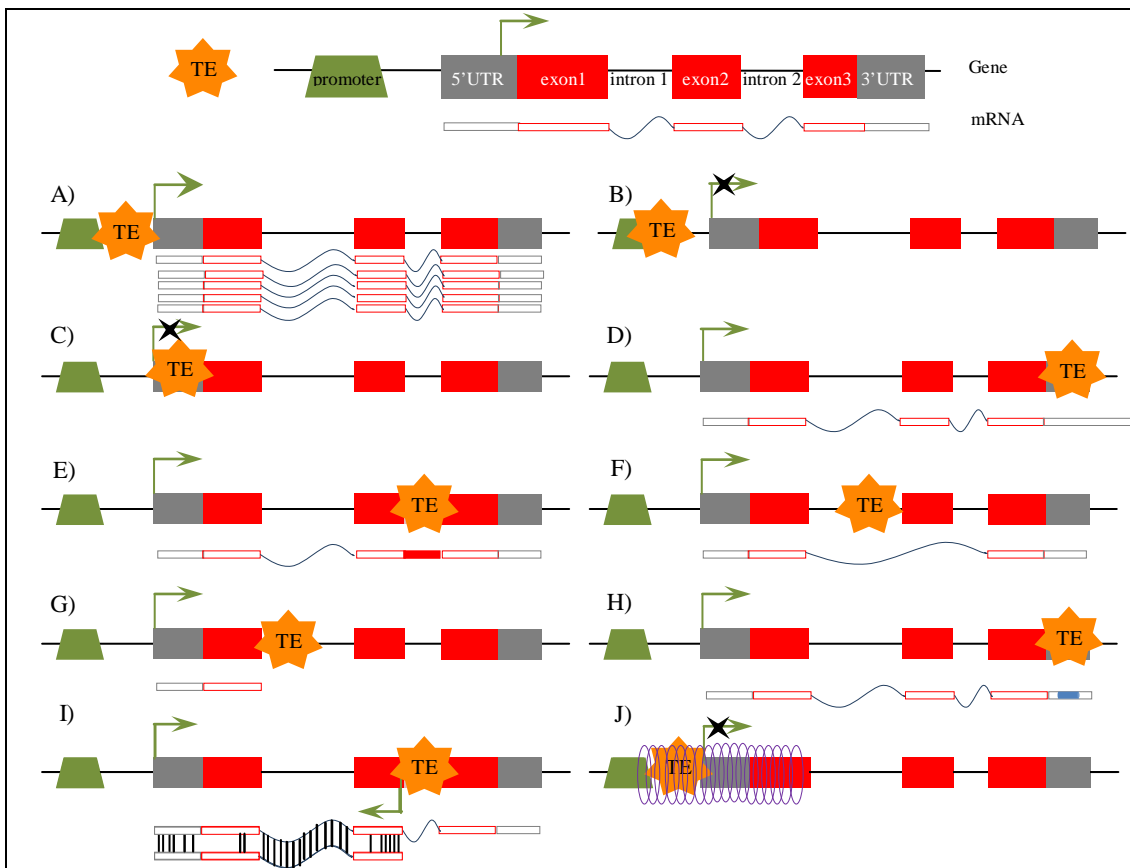 TE promoter 5'UTR exon1 intron 1 exon2 intron 2 exon3 3'UTR Gene
mRNA
A) TE
B) TE
C) TE
D) TE
E) TE
F) TE
G) TE
H) TE
I) TE
J) TE